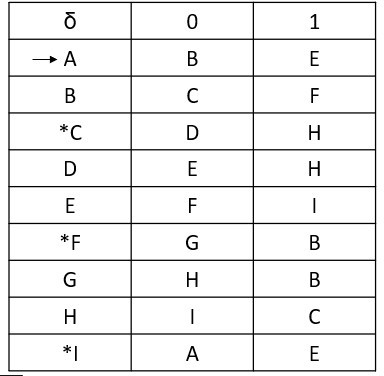 δ 0 1
→ A B E
B C F
*C D H
D E H
E F I
*F G B
G H B
H I C
*I A E